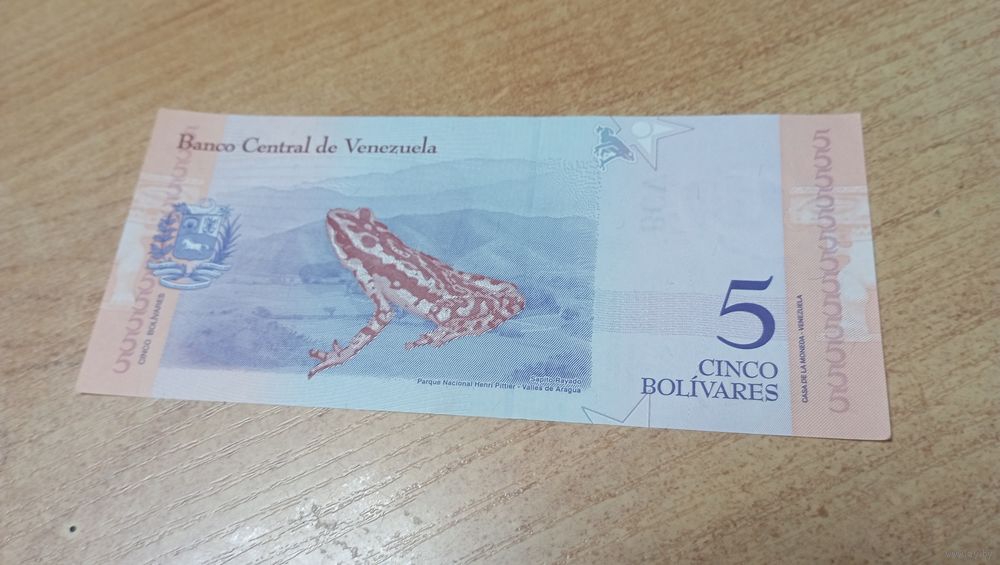 Banco Central de Venezuela
CINCO BOLÍVARES
Sapito Rayado
Parque Nacional Henri Pittier - Valles de Aragua
5
CINCO
BOLÍVARES
CASA DE LA MONEDA - VENEZUELA